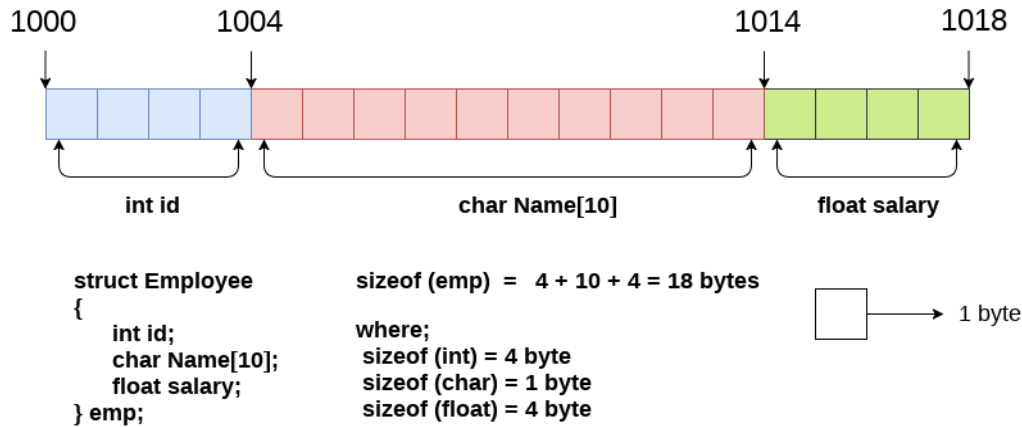 1000 1004 1014 1018
int id char Name[10] float salary
struct Employee
{
int id;
char Name[10];
float salary;
} emp;
sizeof (emp) = 4 + 10 + 4 = 18 bytes
where;
sizeof (int) = 4 byte
sizeof (char) = 1 byte
sizeof (float) = 4 byte
1 byte